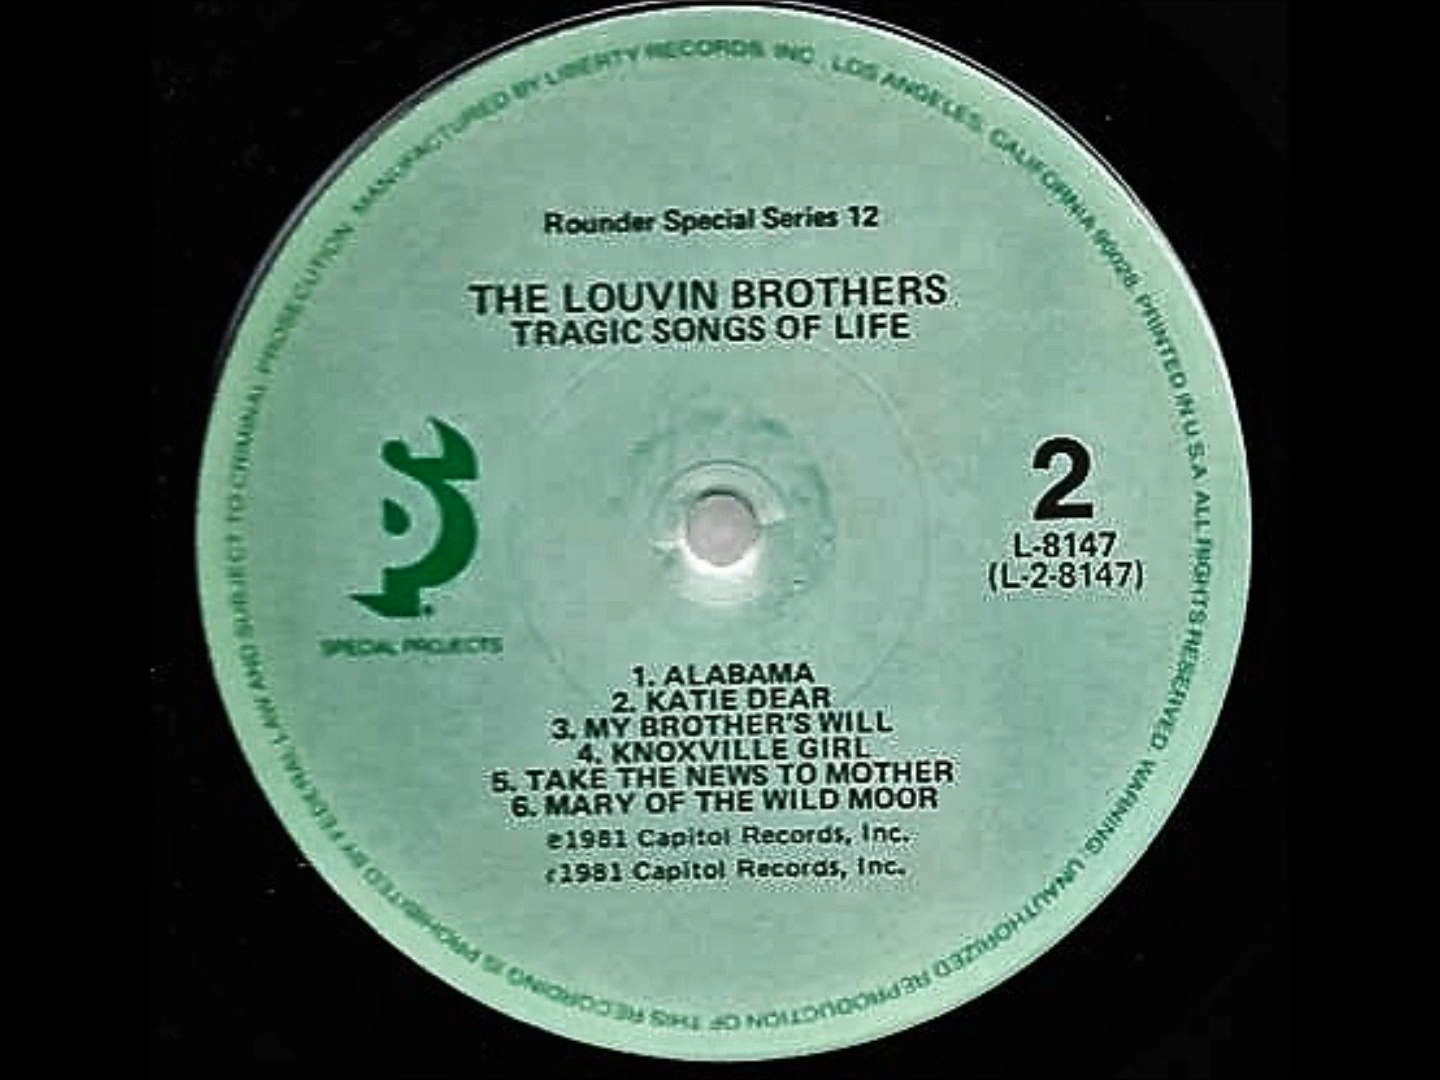 MANUFACTURED BY LIBERTY RECORDS, INC., LOS ANGELES, CALIFORNIA 90028. PRINTED IN U.S.A. ALL RIGHTS RESERVED. WARNING: UNAUTHORIZED REPRODUCTION OF THIS RECORDING IS PROHIBITED BY FEDERAL LAW AND SUBJECT TO CRIMINAL PROSECUTION.
Rounder Special Series 12
THE LOUVIN BROTHERS
TRAGIC SONGS OF LIFE
2
L-8147
(L-2-8147)
SPECIAL PROJECTS
1. ALABAMA
2. KATIE DEAR
3. MY BROTHER'S WILL
4. KNOXVILLE GIRL
5. TAKE THE NEWS TO MOTHER
6. MARY OF THE WILD MOOR
℗1981 Capitol Records, Inc.
©1981 Capitol Records, Inc.